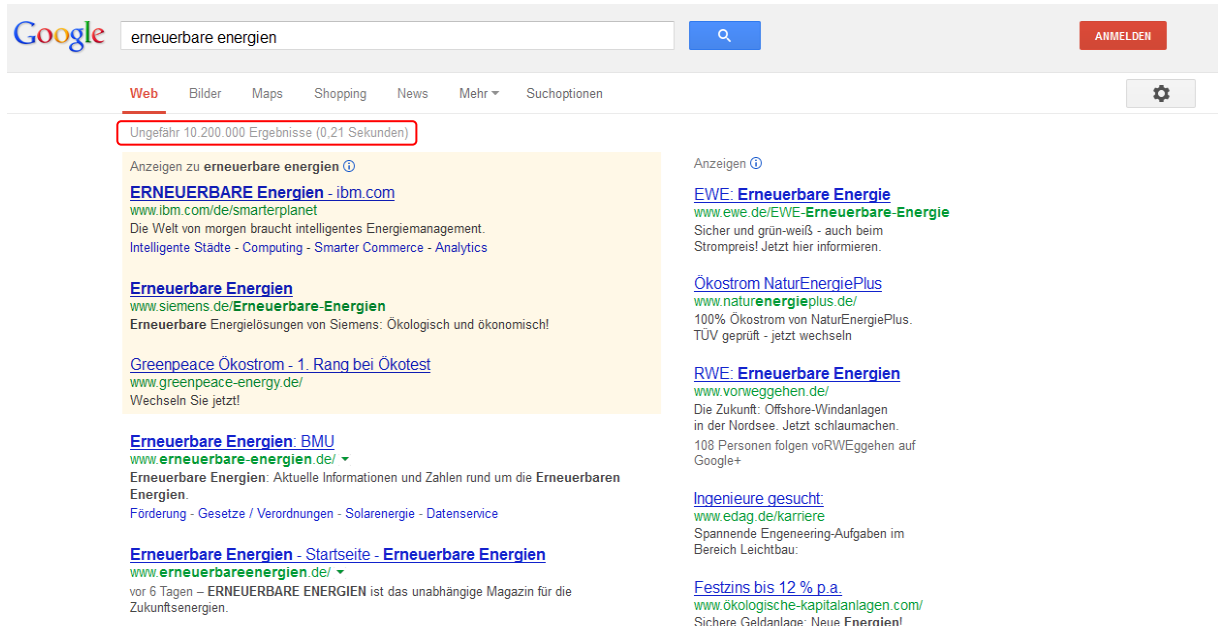 Google
erneuerbare energien
ANMELDEN
Web Bilder Maps Shopping News Mehr Suchoptionen
Ungefähr 10.200.000 Ergebnisse (0,21 Sekunden)
Anzeigen zu erneuerbare energien
ERNEUERBARE Energien - ibm.com
www.ibm.com/de/smarterplanet
Die Welt von morgen braucht intelligentes Energiemanagement.
Intelligente Städte - Computing - Smarter Commerce - Analytics
Erneuerbare Energien
www.siemens.de/Erneuerbare-Energien
Erneuerbare Energielösungen von Siemens: Ökologisch und ökonomisch!
Greenpeace Ökostrom - 1. Rang bei Ökotest
www.greenpeace-energy.de/
Wechseln Sie jetzt!
Erneuerbare Energien: BMU
www.erneuerbare-energien.de/
Erneuerbare Energien: Aktuelle Informationen und Zahlen rund um die Erneuerbaren
Energien.
Förderung - Gesetze / Verordnungen - Solarenergie - Datenservice
Erneuerbare Energien - Startseite - Erneuerbare Energien
www.erneuerbareenergien.de/
vor 6 Tagen – ERNEUERBARE ENERGIEN ist das unabhängige Magazin für die
Zukunftsenergien.
Anzeigen
EWE: Erneuerbare Energie
www.ewe.de/EWE-Erneuerbare-Energie
Sicher und grün-weiß - auch beim
Strompreis! Jetzt hier informieren.
Ökostrom NaturEnergiePlus
www.naturenergieplus.de/
100% Ökostrom von NaturEnergiePlus.
TÜV geprüft - jetzt wechseln
RWE: Erneuerbare Energien
www.vorweggehen.de/
Die Zukunft: Offshore-Windanlagen
in der Nordsee. Jetzt schlaumachen.
108 Personen folgen voRWEggehen auf
Google+
Ingenieure gesucht:
www.edag.de/karriere
Spannende Engeneering-Aufgaben im
Bereich Leichtbau:
Festzins bis 12 % p.a.
www.ökologische-kapitalanlagen.com/
Sichere Geldanlage: Neue Energien!